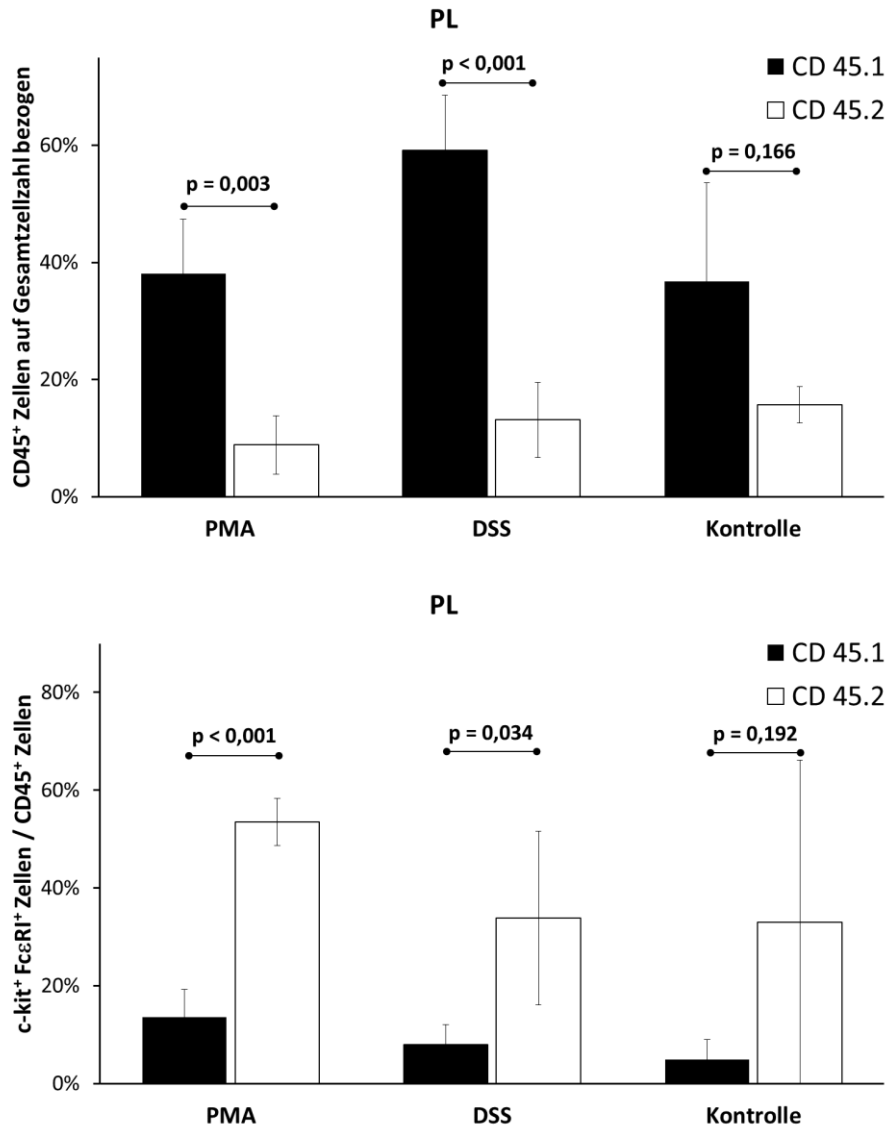 PL
CD 45.1
CD 45.2
CD45⁺ Zellen auf Gesamtzellzahl bezogen
60%
40%
20%
0%
p = 0,003
p < 0,001
p = 0,166
PMA
DSS
Kontrolle
PL
CD 45.1
CD 45.2
c-kit⁺ FcεRI⁺ Zellen / CD45⁺ Zellen
80%
60%
40%
20%
0%
p < 0,001
p = 0,034
p = 0,192
PMA
DSS
Kontrolle